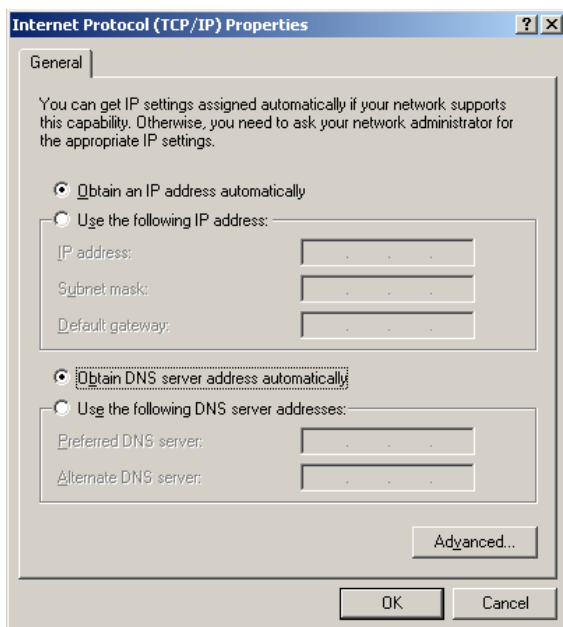 Internet Protocol (TCP/IP) Properties
General
You can get IP settings assigned automatically if your network supports
this capability. Otherwise, you need to ask your network administrator for
the appropriate IP settings.
Obtain an IP address automatically
Use the following IP address:
IP address:
Subnet mask:
Default gateway:
Obtain DNS server address automatically
Use the following DNS server addresses:
Preferred DNS server:
Alternate DNS server:
Advanced...
OK Cancel